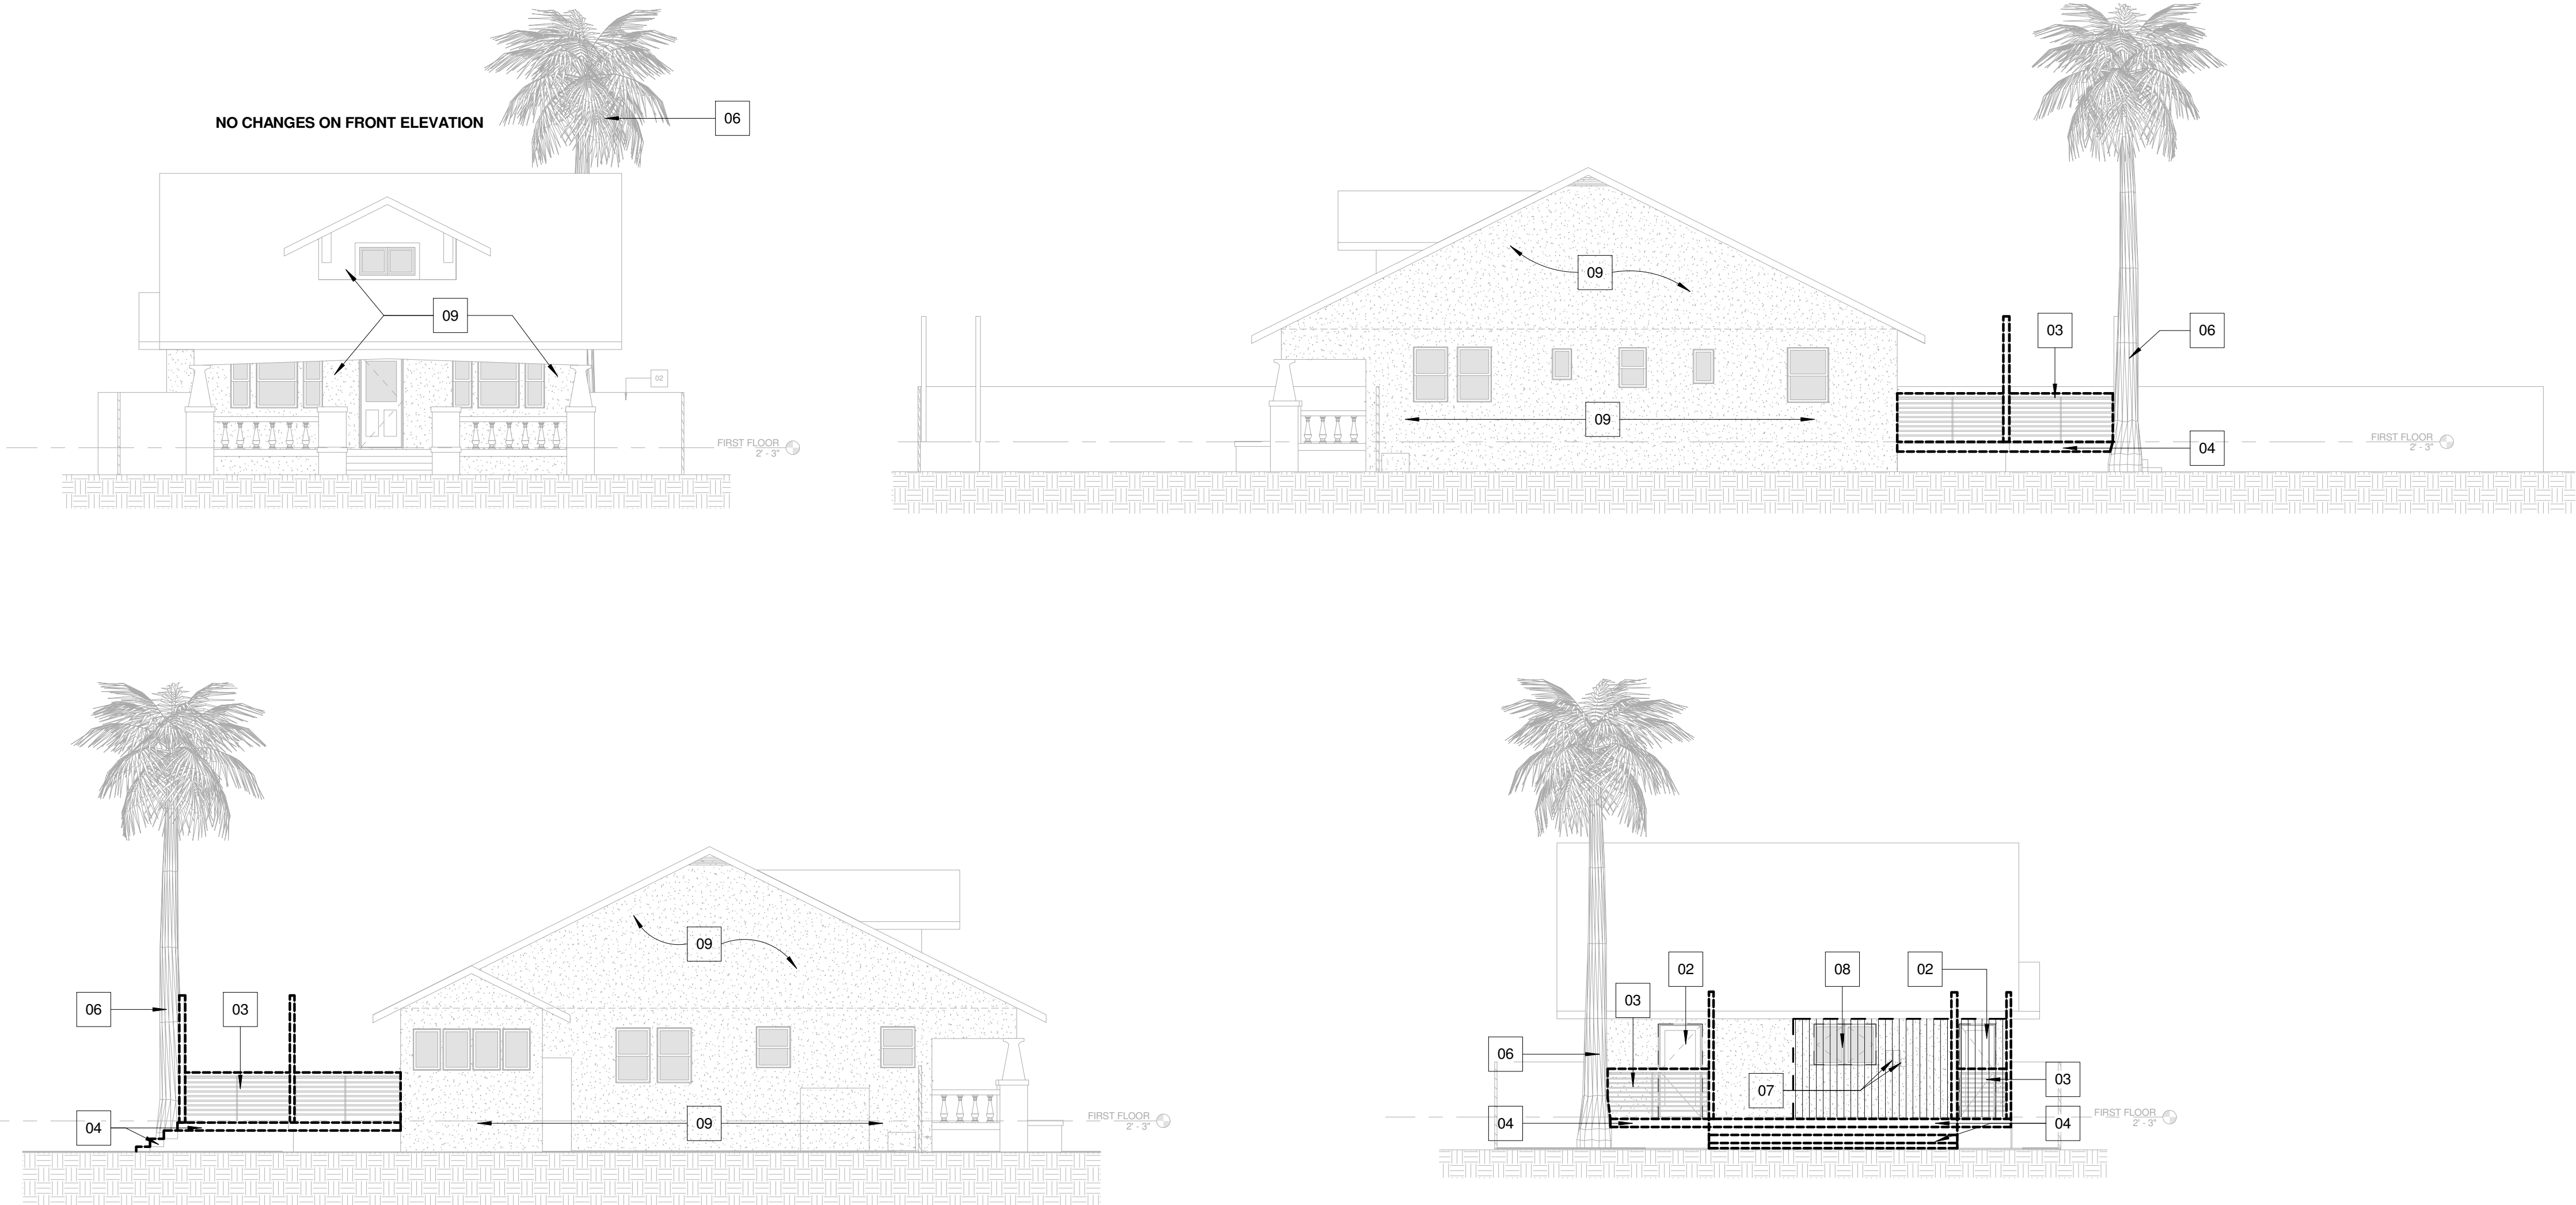 NO CHANGES ON FRONT ELEVATION
06
09
02
FIRST FLOOR
2' - 3"
09
03
06
09
04
FIRST FLOOR
2' - 3"
09
06
03
04
09
FIRST FLOOR
2' - 3"
02
08
02
03
06
07
03
04
04
FIRST FLOOR
2' - 3"